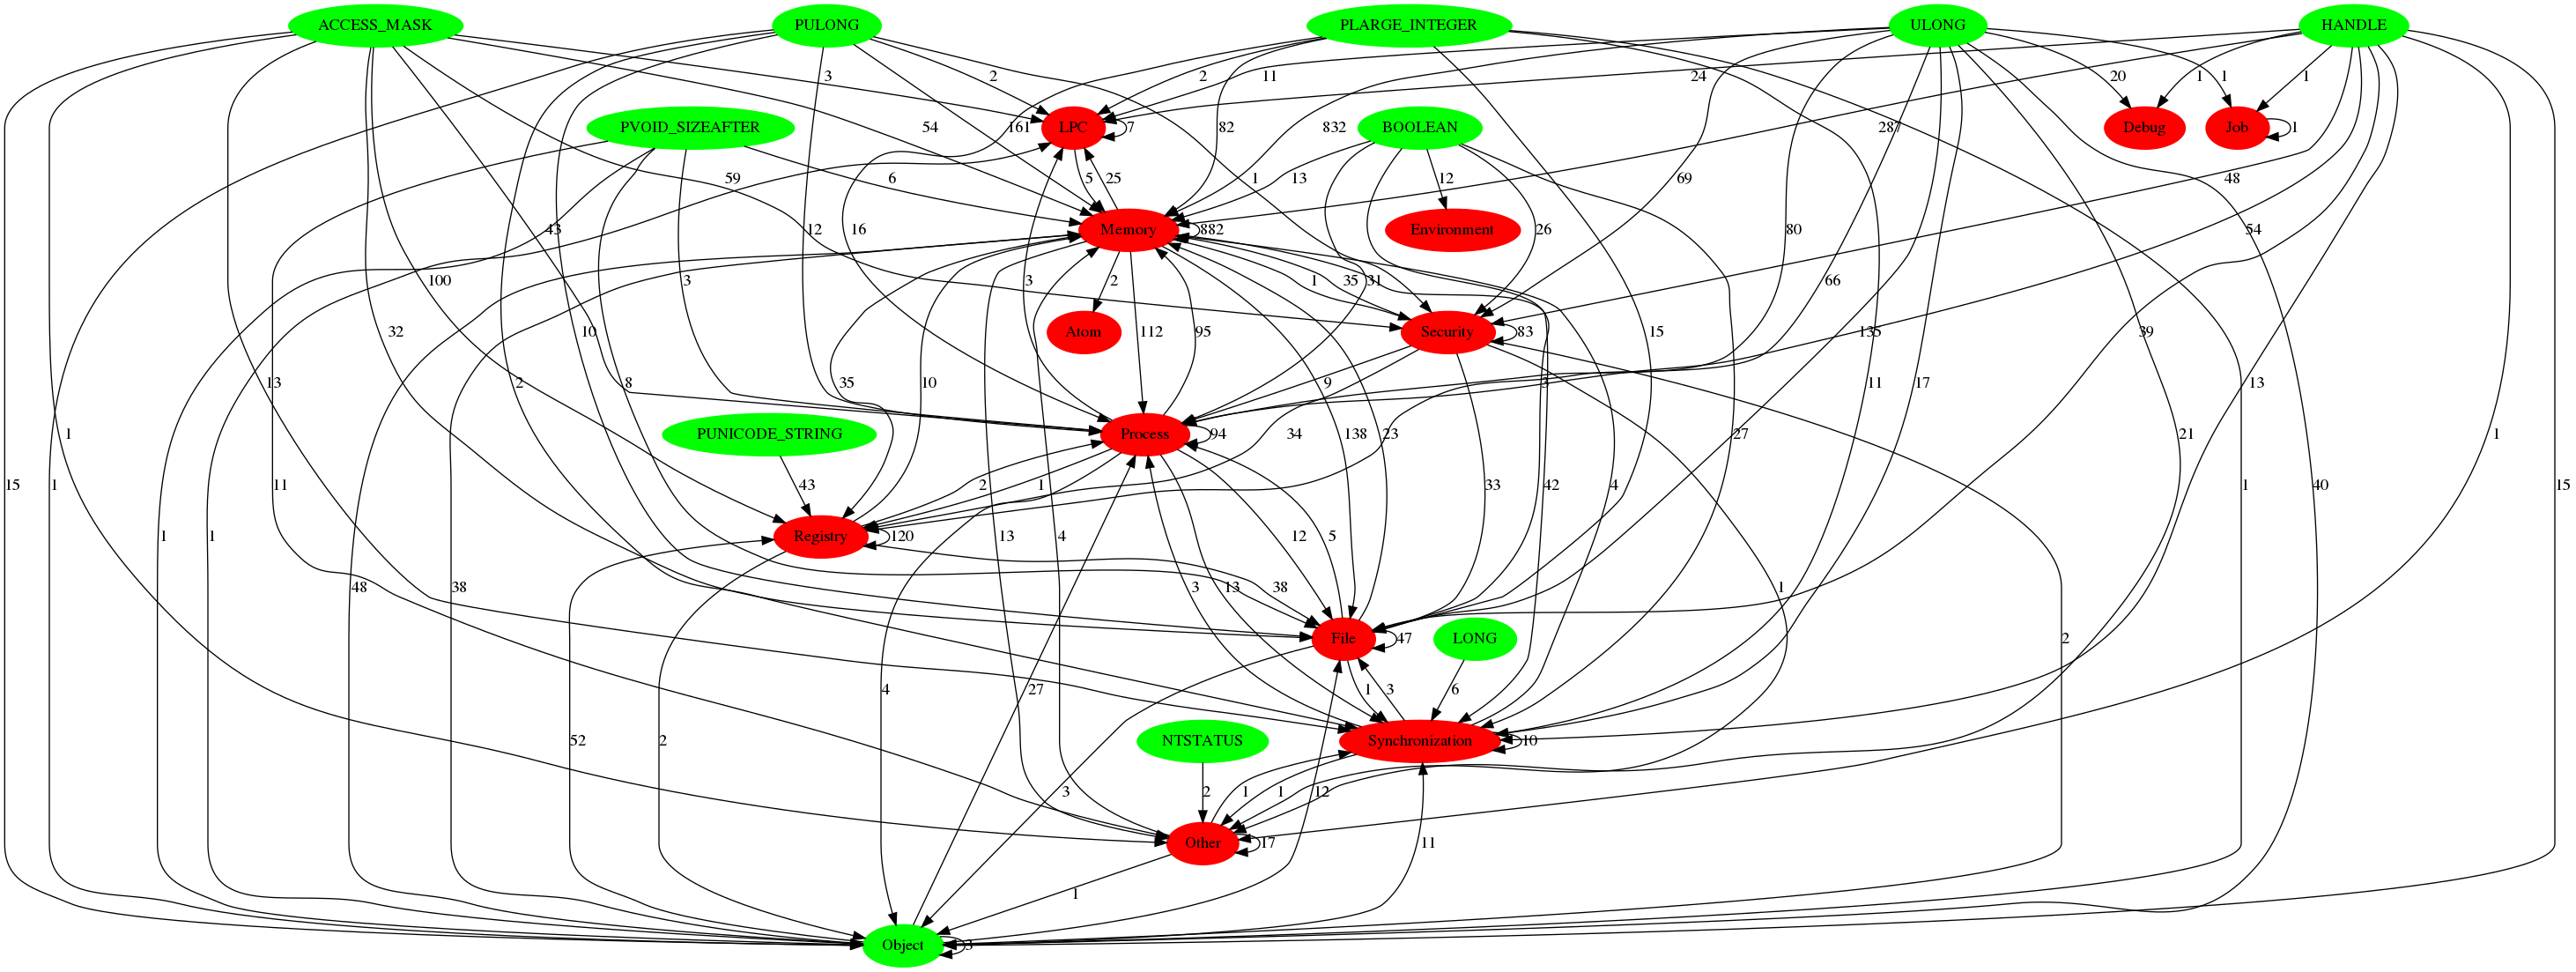 ACCESS_MASK PULONG PLARGE_INTEGER ULONG HANDLE
3 2 2 11 24 20 1 1 1
PVOID_SIZEAFTER LPC 7 BOOLEAN Debug Job 1
54 161 82 832 287
59 6 5 25 1 13 12 26 69 48
Memory 882 Environment
43 100 12 16 80 54
3 3 2 1 35 31 66
32 Atom 112 95 Security 83 15 135 39
13 10 2 8 35 10 9 3 11 17 13
1 PUNICODE_STRING Process 94 34 138 23 27 21 1
15 1 11 43 2 1 33 42 4 1 40 15
1 1 Registry 120 13 4 12 5
48 38 38 3 13 1
File 47 LONG 2
4 27 1 3 6
52 2 NTSTATUS Synchronization 10
3 2 1 1 12
Other 17 11
1
Object 3